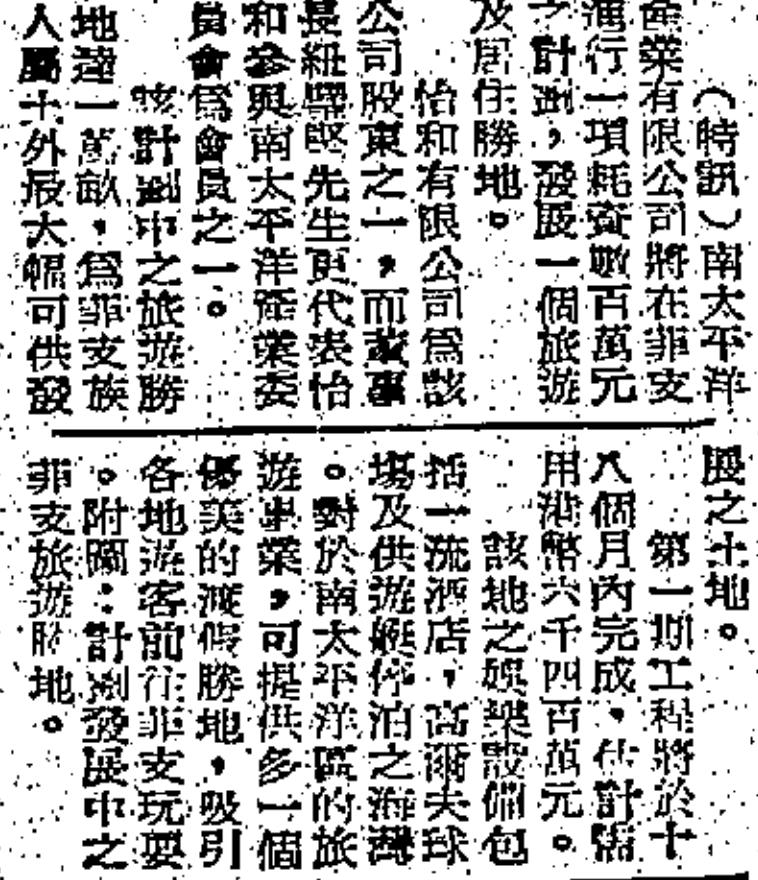 （時訊）南太平洋
產業有限公司將在菲支
進行一項耗資數百萬元
之計劃，發展一個旅遊
及居住勝地。
怡和有限公司為該
公司股東之一，而董事
長紐璧堅先生更代表怡
和參與南太平洋產業委
員會為會員之一。
該計劃中之旅遊勝
地達一萬畝，為菲支族
人屬土外最大幅可供發
展之土地。
第一期工程將於十
八個月內完成，估計需
用港幣六千四百萬元。
該地之娛樂設備包
括一流酒店，高爾夫球
場及供遊艇停泊之海灣
。對於南太平洋區的旅
遊事業，可提供多一個
優美的渡假勝地，吸引
各地遊客前往菲支玩耍
。附圖：計劃發展中之
菲支旅遊勝地。